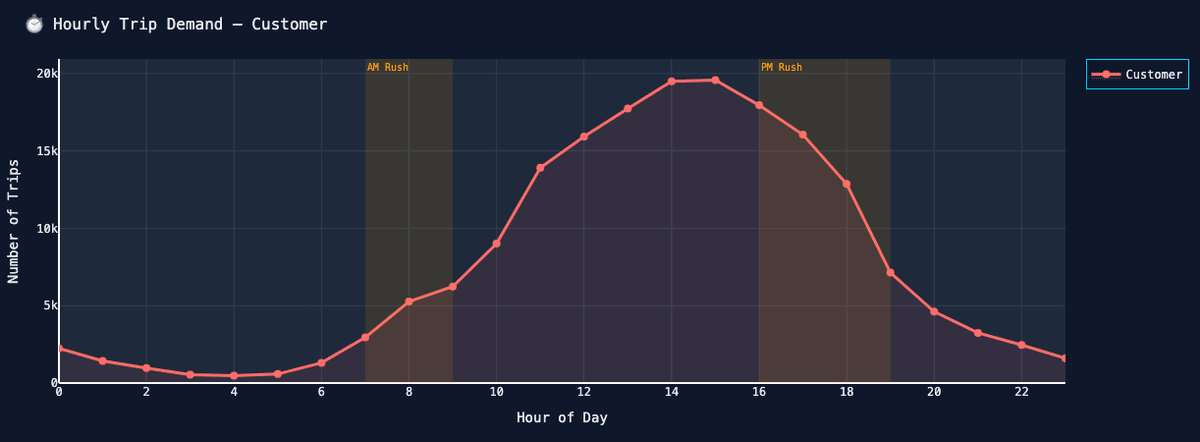 ⏱ Hourly Trip Demand — Customer
AM Rush
PM Rush
Customer
Number of Trips
20k
15k
10k
5k
0
0 2 4 6 8 10 12 14 16 18 20 22
Hour of Day